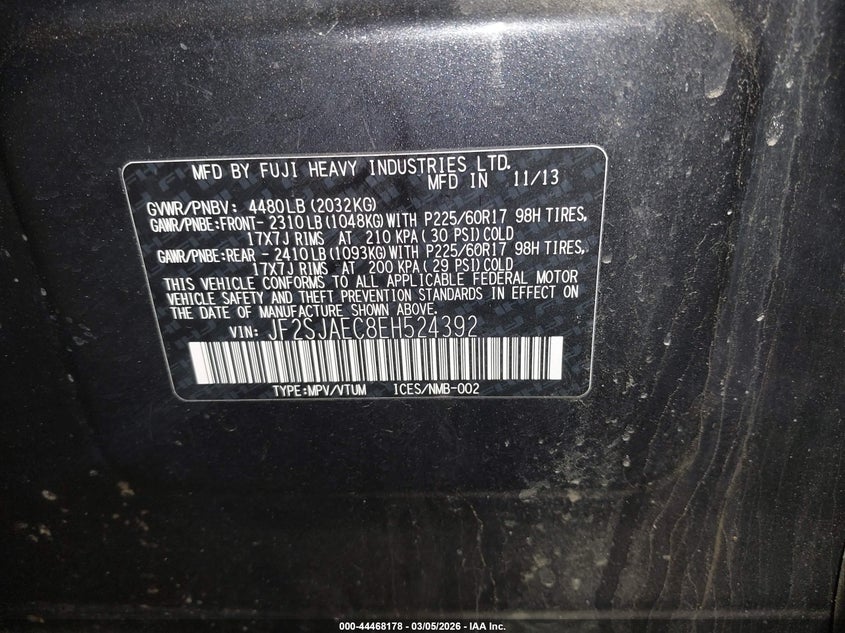 MFD BY FUJI HEAVY INDUSTRIES LTD.
MFD IN 11/13
GVWR/PNBV: 4480LB (2032KG)
GAWR/PNBE:FRONT- 2310LB (1048KG) WITH P225/60R17 98H TIRES,
17X7J RIMS AT 210 KPA ( 30 PSI) COLD
GAWR/PNBE:REAR - 2410LB (1093KG) WITH P225/60R17 98H TIRES,
17X7J RIMS AT 200 KPA ( 29 PSI) COLD
THIS VEHICLE CONFORMS TO ALL APPLICABLE FEDERAL MOTOR
VEHICLE SAFETY AND THEFT PREVENTION STANDARDS IN EFFECT ON
THE DATE OF MANUFACTURE SHOWN ABOVE.
VIN: JF2SJAEC8EH524392
TYPE:MPV/VTUM ICES/NMB-002
000-44468178 - 03/05/2026 - IAA Inc.